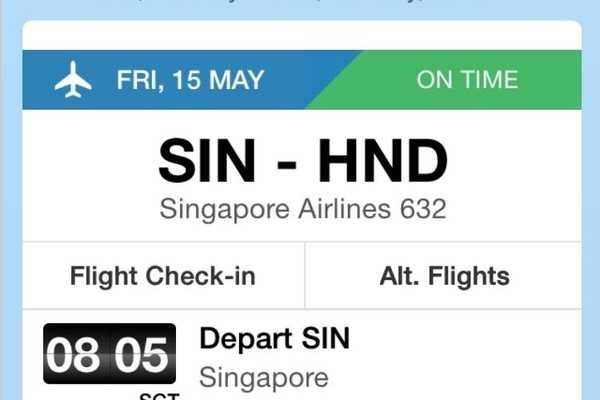 FRI, 15 MAY
ON TIME
SIN - HND
Singapore Airlines 632
Flight Check-in
Alt. Flights
08 05
Depart SIN
Singapore
SGT